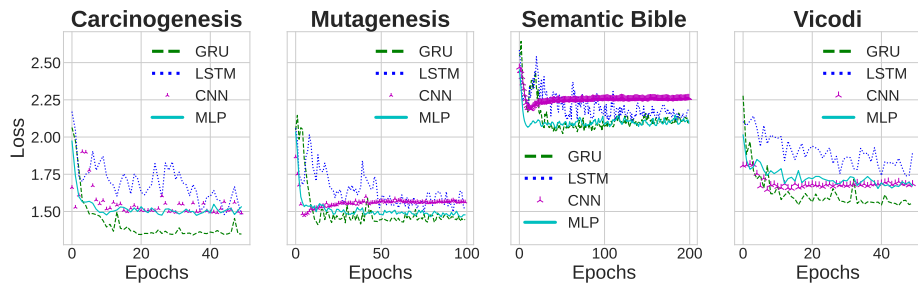 Carcinogenesis
Mutagenesis
Semantic Bible
Vicodi
Loss
2.50
2.25
2.00
1.75
1.50
GRU
LSTM
CNN
MLP
0
20
40
Epochs
GRU
LSTM
CNN
MLP
0
50
100
Epochs
GRU
LSTM
CNN
MLP
0
100
200
Epochs
GRU
LSTM
CNN
MLP
0
20
40
Epochs